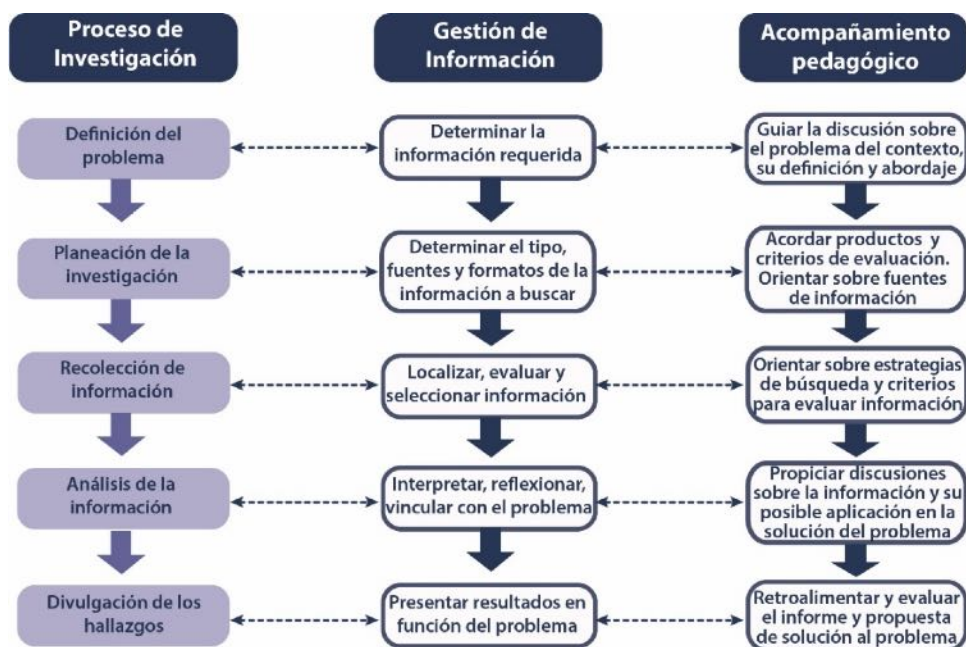 Proceso de
Investigación
Gestión de
Información
Acompañamiento
pedagógico
Definición del
problema
Determinar la
información requerida
Guiar la discusión sobre
el problema del contexto,
su definición y abordaje
Planeación de la
investigación
Determinar el tipo,
fuentes y formatos de la
información a buscar
Acordar productos y
criterios de evaluación.
Orientar sobre fuentes
de información
Recolección de
información
Localizar, evaluar y
seleccionar información
Orientar sobre estrategias
de búsqueda y criterios
para evaluar información
Análisis de la
información
Interpretar, reflexionar,
vincular con el problema
Propiciar discusiones
sobre la información y su
posible aplicación en la
solución del problema
Divulgación de los
hallazgos
Presentar resultados en
función del problema
Retroalimentar y evaluar
el informe y propuesta
de solución al problema